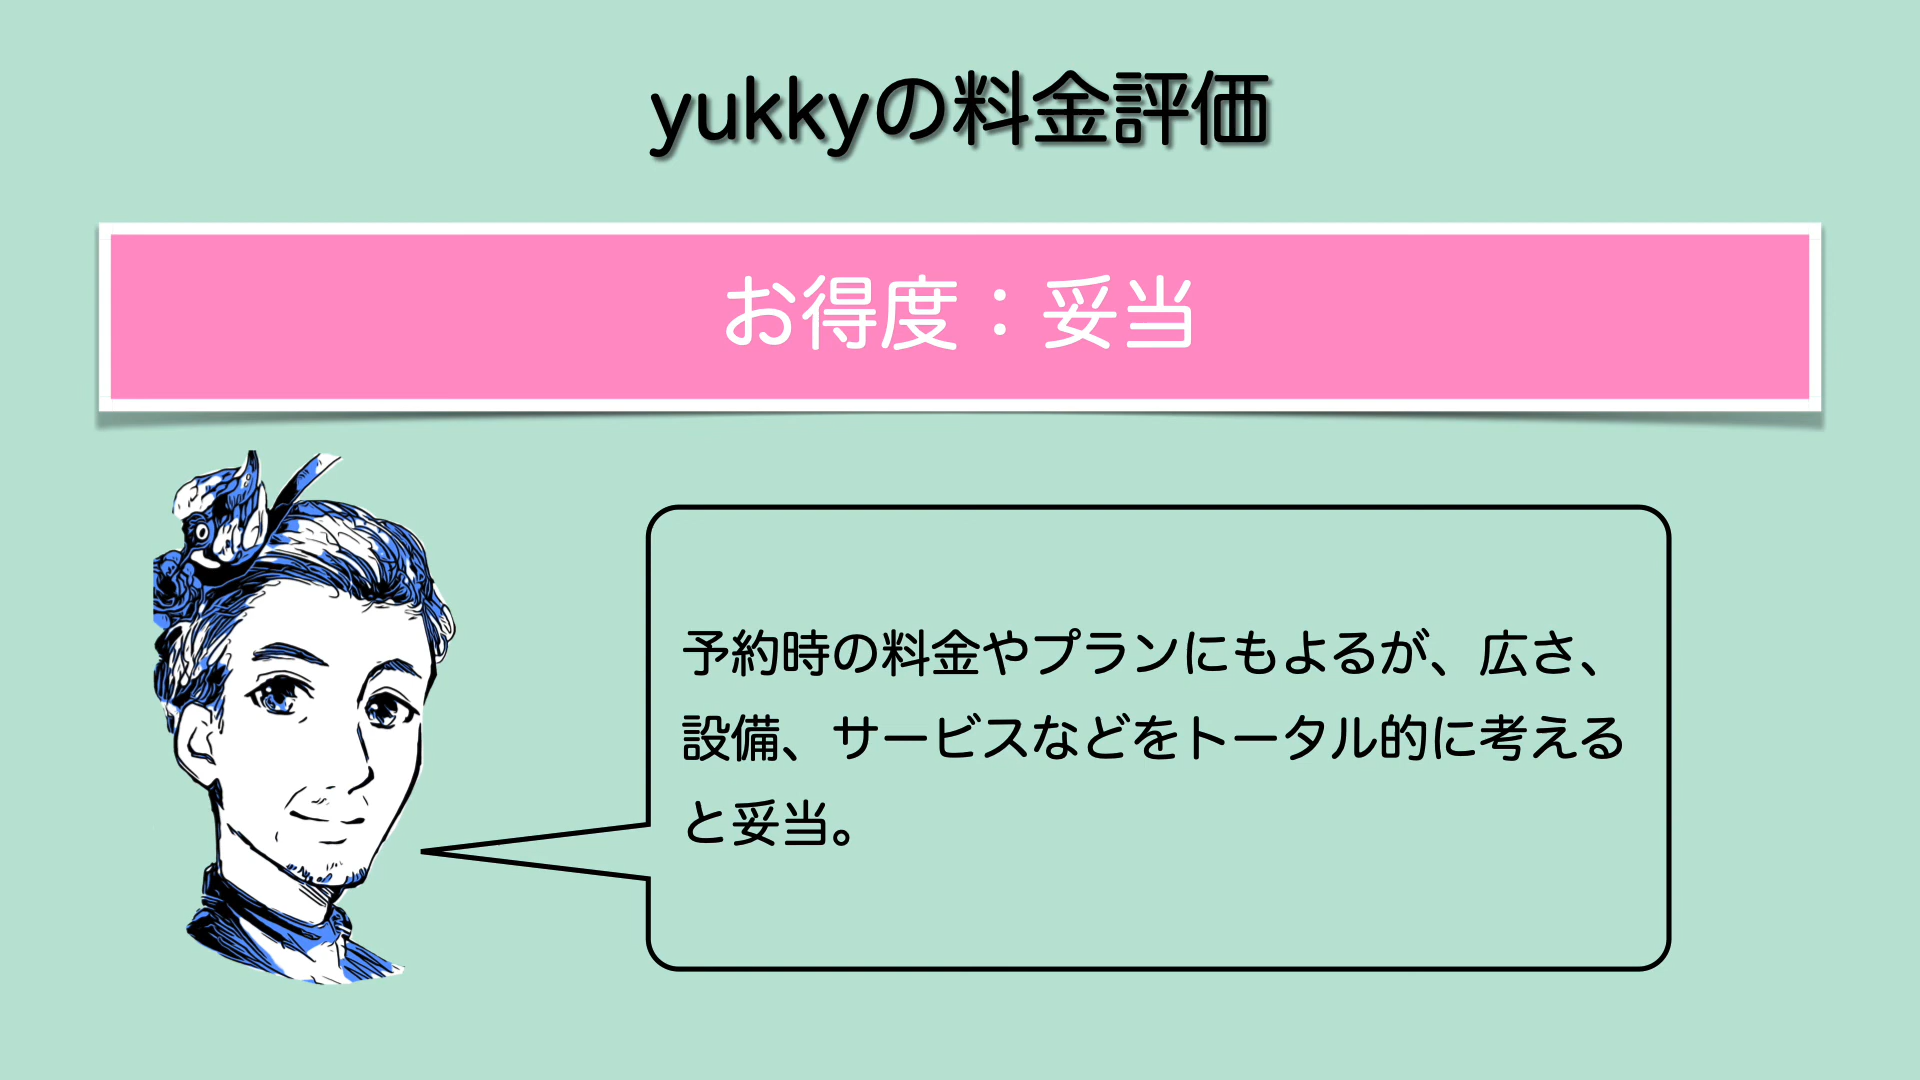 yukkyの料金評価
お得度：妥当
予約時の料金やプランにもよるが、広さ、
設備、サービスなどをトータル的に考える
と妥当。